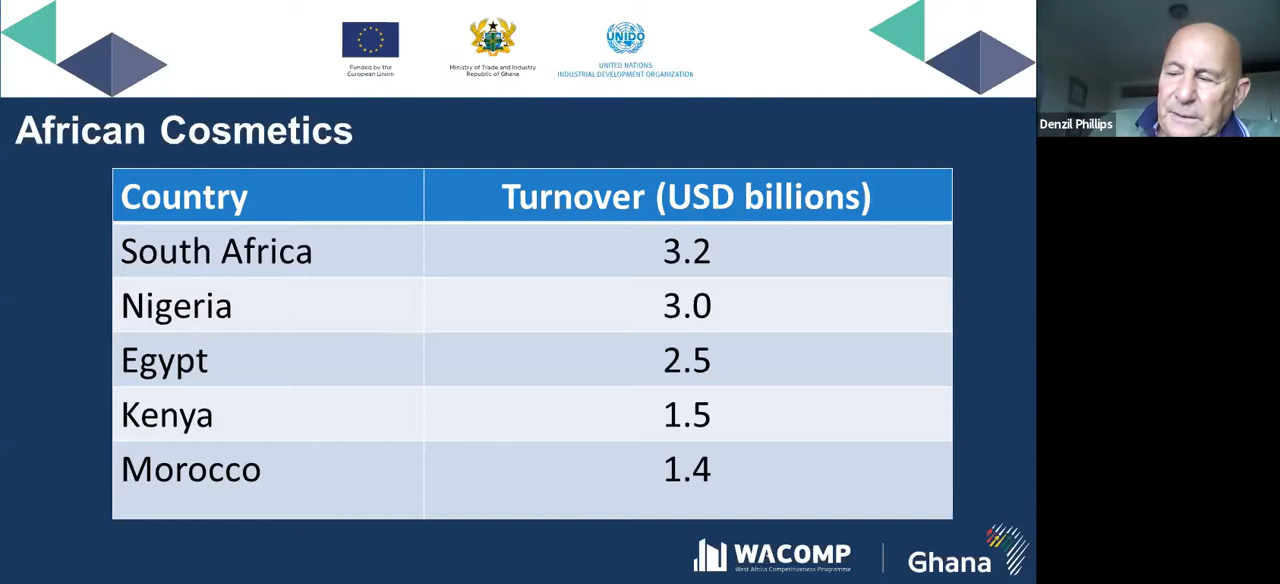 Funded by the
European Union
Ministry of Trade and Industry
Republic of Ghana
UNIDO
UNITED NATIONS
INDUSTRIAL DEVELOPMENT ORGANIZATION
Denzil Phillips
African Cosmetics
Country Turnover (USD billions)
South Africa 3.2
Nigeria 3.0
Egypt 2.5
Kenya 1.5
Morocco 1.4
WACOMP
West Africa Competitiveness Programme
Ghana